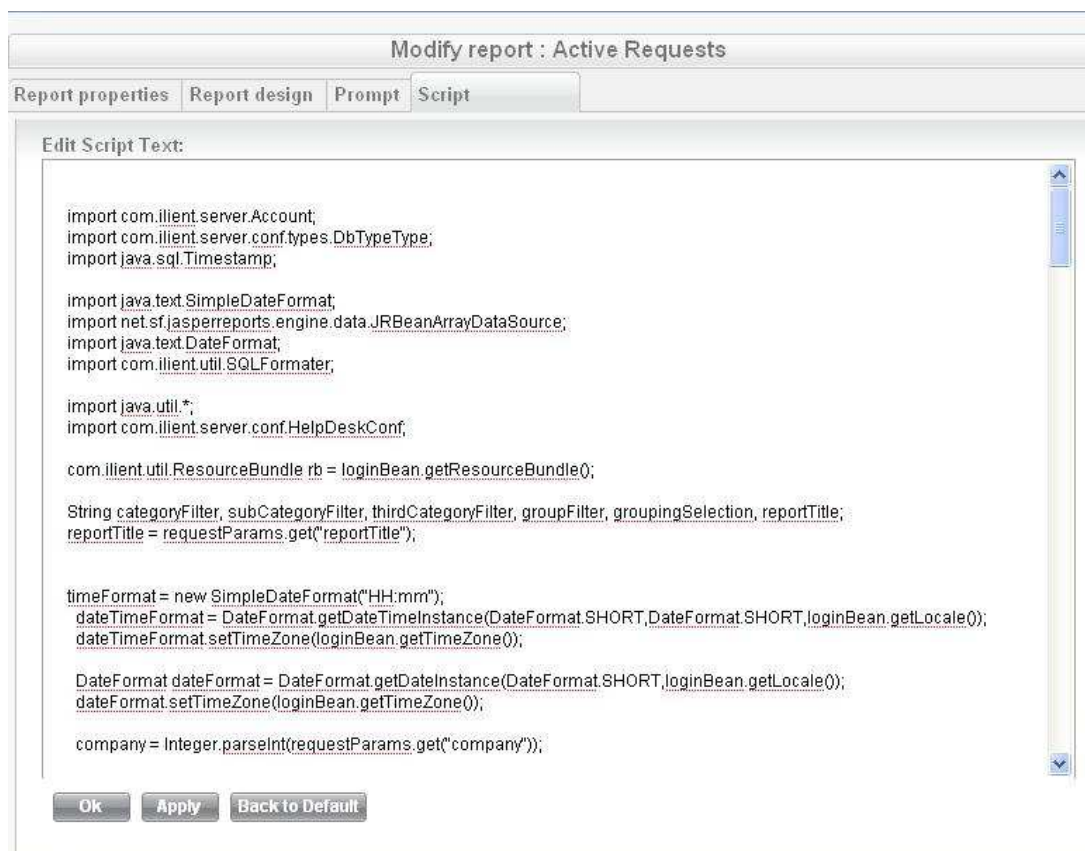 Modify report : Active Requests
Report properties Report design Prompt Script
Edit Script Text:
import com.ilient.server.Account;
import com.ilient.server.conf.types.DbTypeType;
import java.sql.Timestamp;
import java.text.SimpleDateFormat;
import net.sf.jasperreports.engine.data.JRBeanArrayDataSource;
import java.text.DateFormat;
import com.ilient.util.SQLFormater;
import java.util.*;
import com.ilient.server.conf.HelpDeskConf;
com.ilient.util.ResourceBundle rb = loginBean.getResourceBundle();
String categoryFilter, subCategoryFilter, thirdCategoryFilter, groupFilter, groupingSelection, reportTitle;
reportTitle = requestParams.get("reportTitle");
timeFormat = new SimpleDateFormat("HH:mm");
dateTimeFormat = DateFormat.getDateTimeInstance(DateFormat.SHORT,DateFormat.SHORT,loginBean.getLocale());
dateTimeFormat.setTimeZone(loginBean.getTimeZone());
DateFormat dateFormat = DateFormat.getDateInstance(DateFormat.SHORT,loginBean.getLocale());
dateFormat.setTimeZone(loginBean.getTimeZone());
company = Integer.parseInt(requestParams.get("company"));
Ok Apply Back to Default